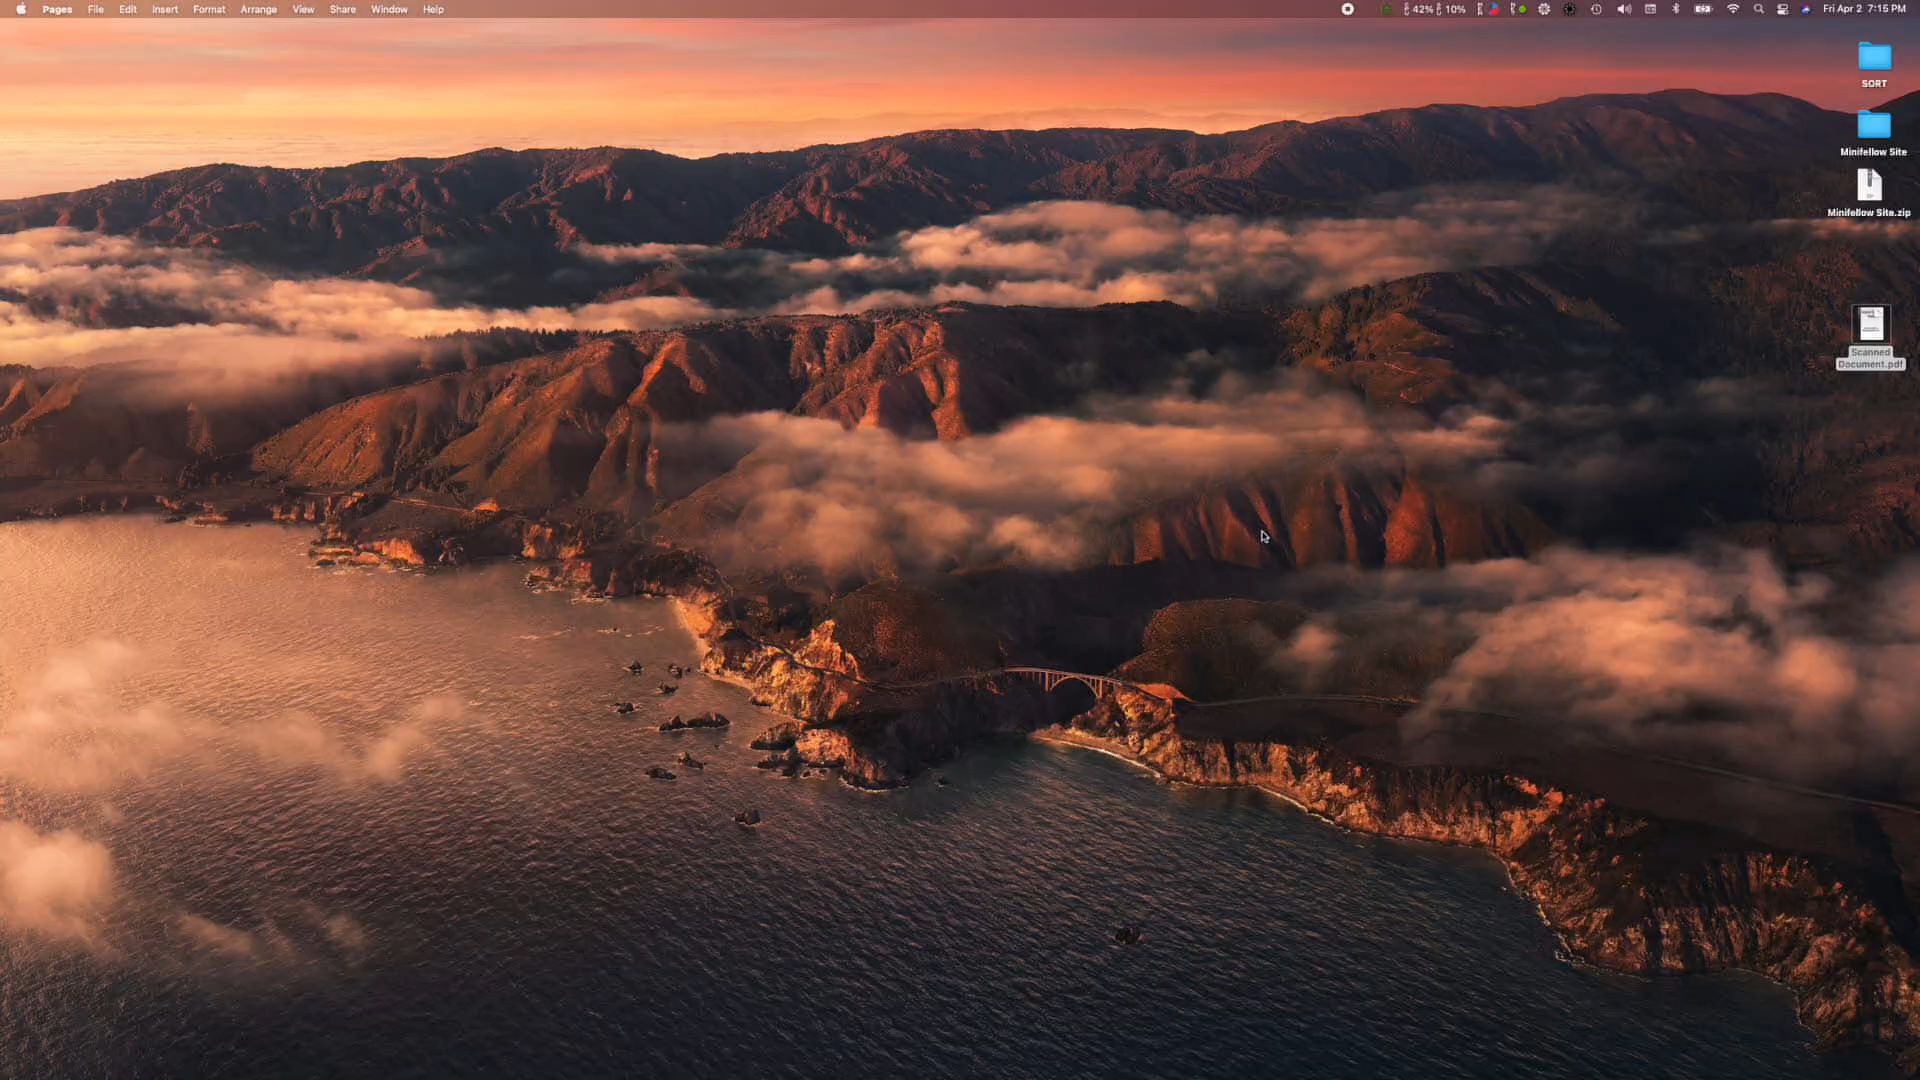 Pages File Edit Insert Format Arrange View Share Window Help
42% 10% Fri Apr 2 7:15 PM
SORT
Minifellow Site
Minifellow Site.zip
Scanned
Document.pdf